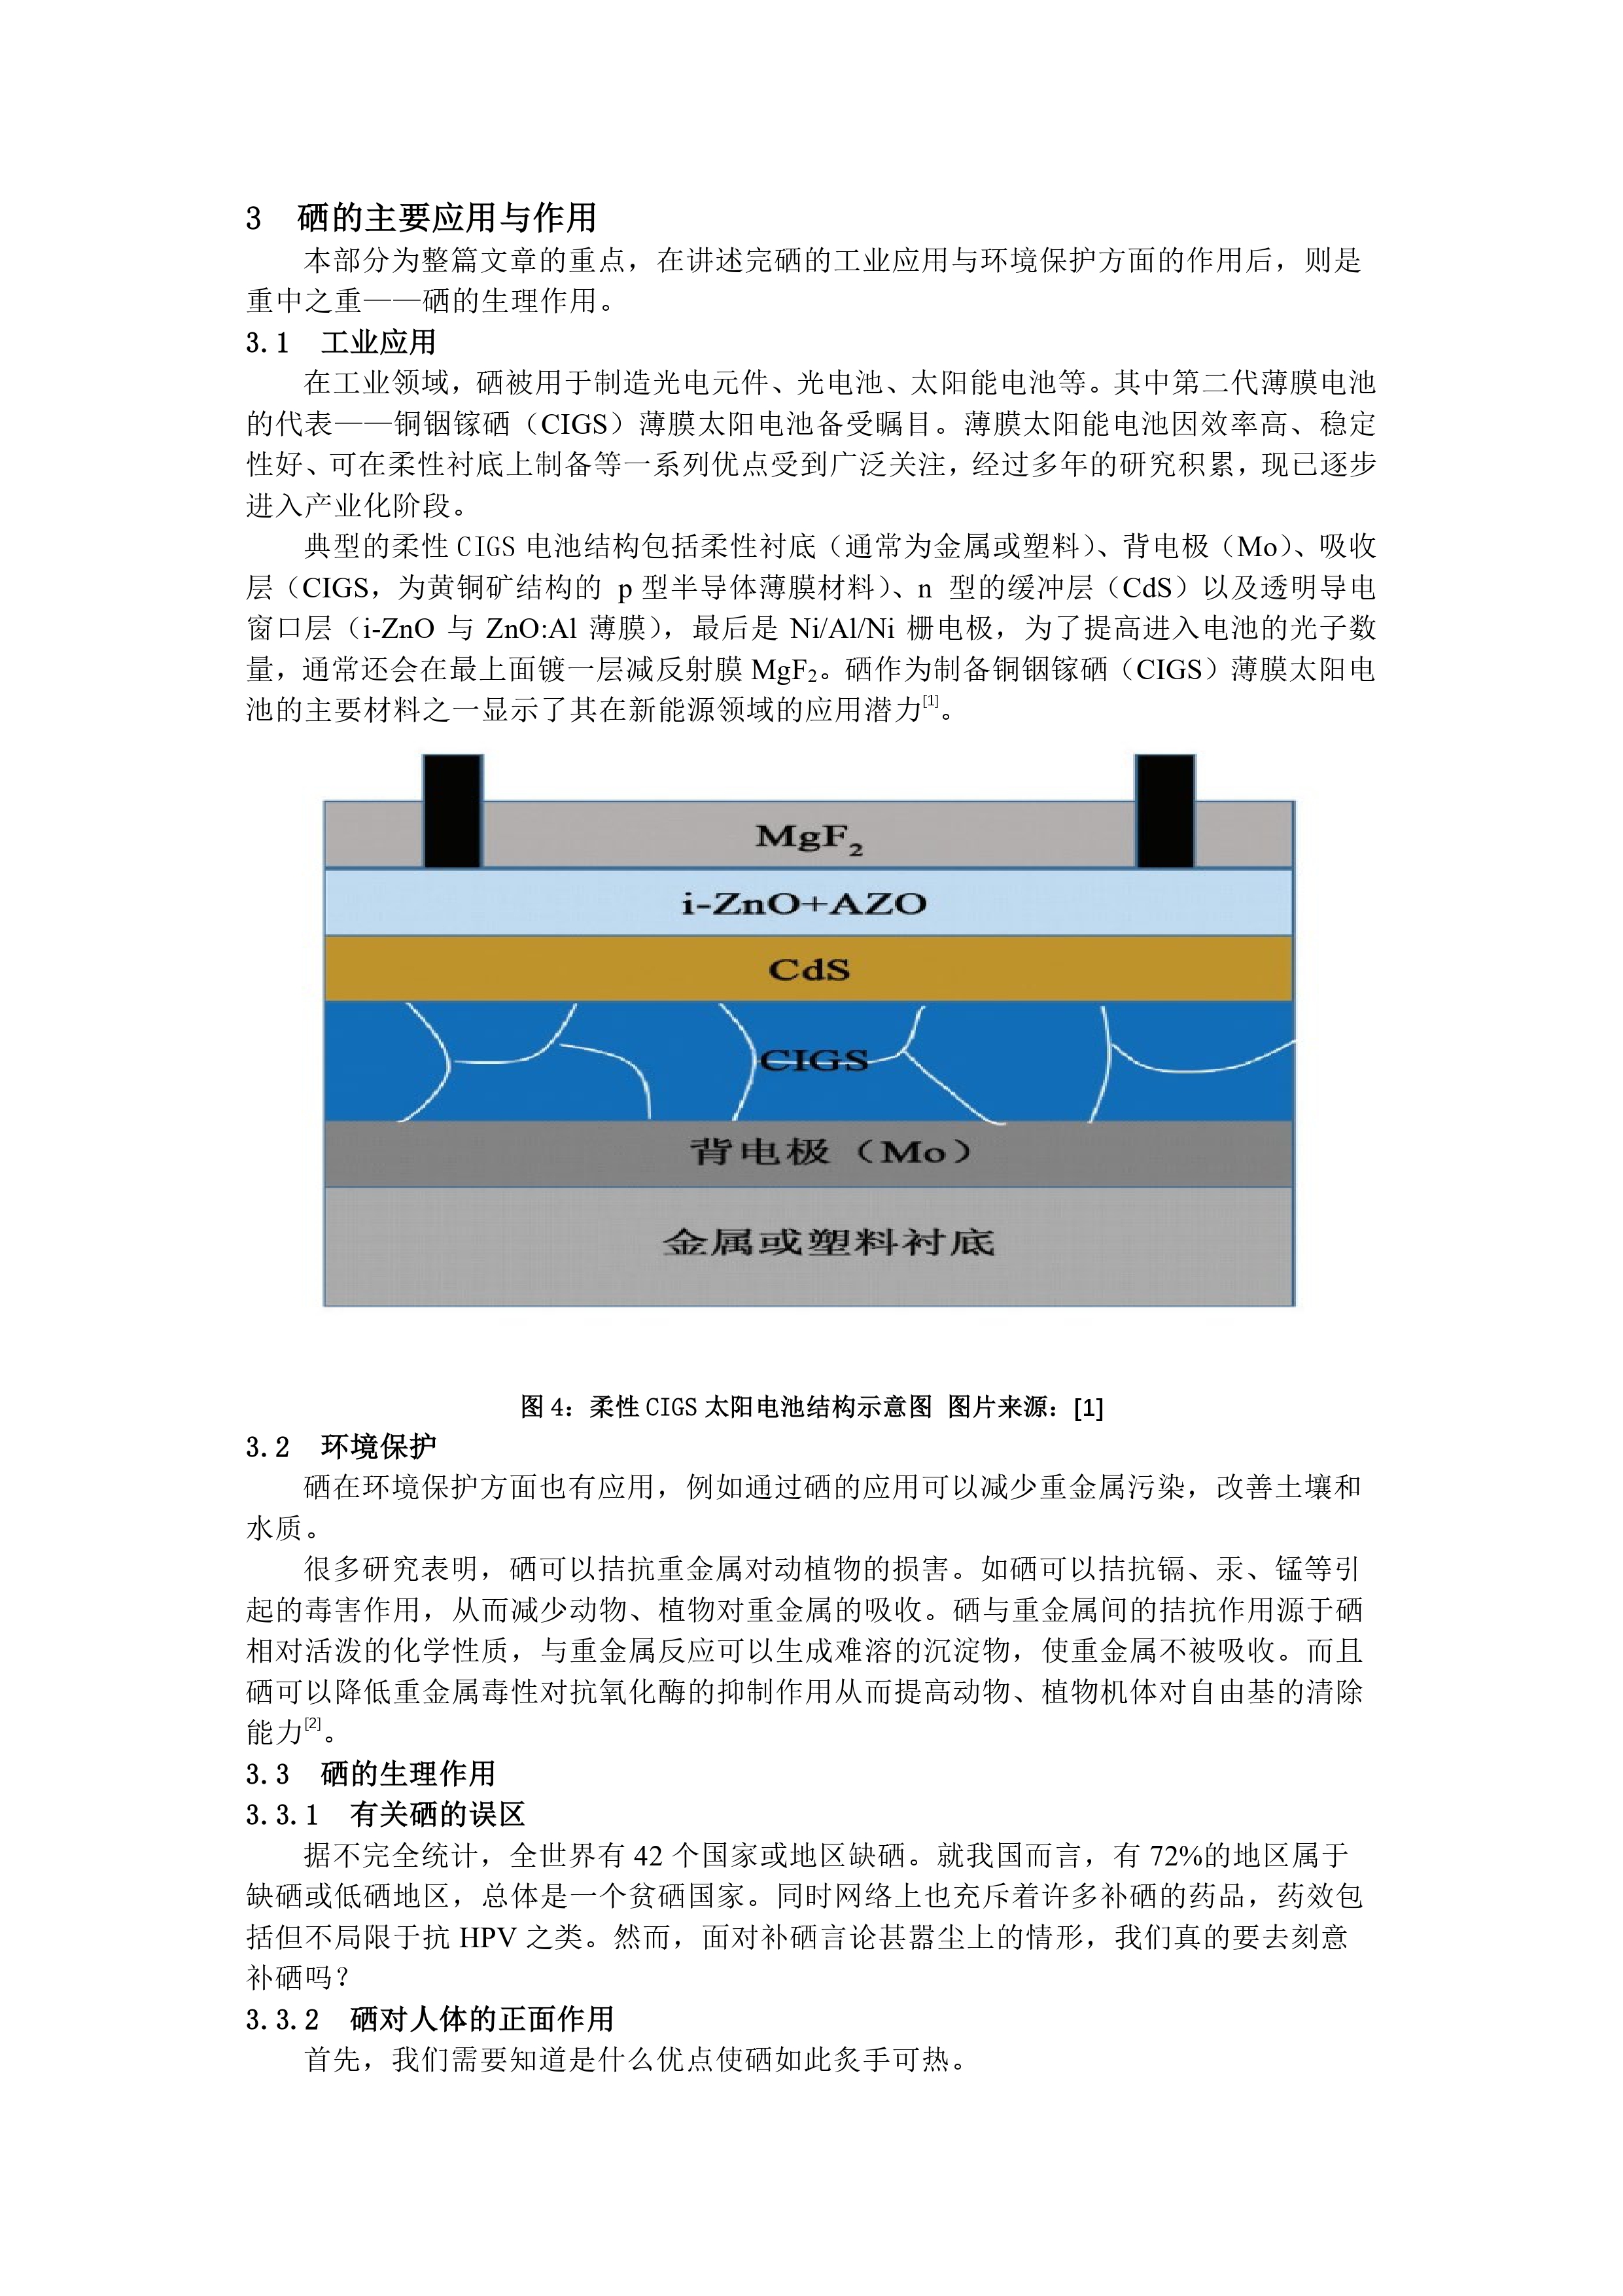 3 硒的主要应用与作用
本部分为整篇文章的重点，在讲述完硒的工业应用与环境保护方面的作用后，则是
重中之重——硒的生理作用。
3.1 工业应用
在工业领域，硒被用于制造光电元件、光电池、太阳能电池等。其中第二代薄膜电池
的代表——铜铟镓硒（CIGS）薄膜太阳电池备受瞩目。薄膜太阳能电池因效率高、稳定
性好、可在柔性衬底上制备等一系列优点受到广泛关注，经过多年的研究积累，现已逐步
进入产业化阶段。
典型的柔性 CIGS 电池结构包括柔性衬底（通常为金属或塑料）、背电极（Mo）、吸收
层（CIGS，为黄铜矿结构的 p 型半导体薄膜材料）、n 型的缓冲层（CdS）以及透明导电
窗口层（i-ZnO 与 ZnO:Al 薄膜），最后是 Ni/Al/Ni 栅电极，为了提高进入电池的光子数
量，通常还会在最上面镀一层减反射膜 MgF₂。硒作为制备铜铟镓硒（CIGS）薄膜太阳电
池的主要材料之一显示了其在新能源领域的应用潜力[1]。
MgF₂
i-ZnO+AZO
CdS
CIGS
背电极（Mo）
金属或塑料衬底
图 4：柔性 CIGS 太阳电池结构示意图 图片来源：[1]
3.2 环境保护
硒在环境保护方面也有应用，例如通过硒的应用可以减少重金属污染，改善土壤和
水质。
很多研究表明，硒可以拮抗重金属对动植物的损害。如硒可以拮抗镉、汞、锰等引
起的毒害作用，从而减少动物、植物对重金属的吸收。硒与重金属间的拮抗作用源于硒
相对活泼的化学性质，与重金属反应可以生成难溶的沉淀物，使重金属不被吸收。而且
硒可以降低重金属毒性对抗氧化酶的抑制作用从而提高动物、植物机体对自由基的清除
能力[2]。
3.3 硒的生理作用
3.3.1 有关硒的误区
据不完全统计，全世界有 42 个国家或地区缺硒。就我国而言，有 72%的地区属于
缺硒或低硒地区，总体是一个贫硒国家。同时网络上也充斥着许多补硒的药品，药效包
括但不局限于抗 HPV 之类。然而，面对补硒言论甚嚣尘上的情形，我们真的要去刻意
补硒吗？
3.3.2 硒对人体的正面作用
首先，我们需要知道是什么优点使硒如此炙手可热。